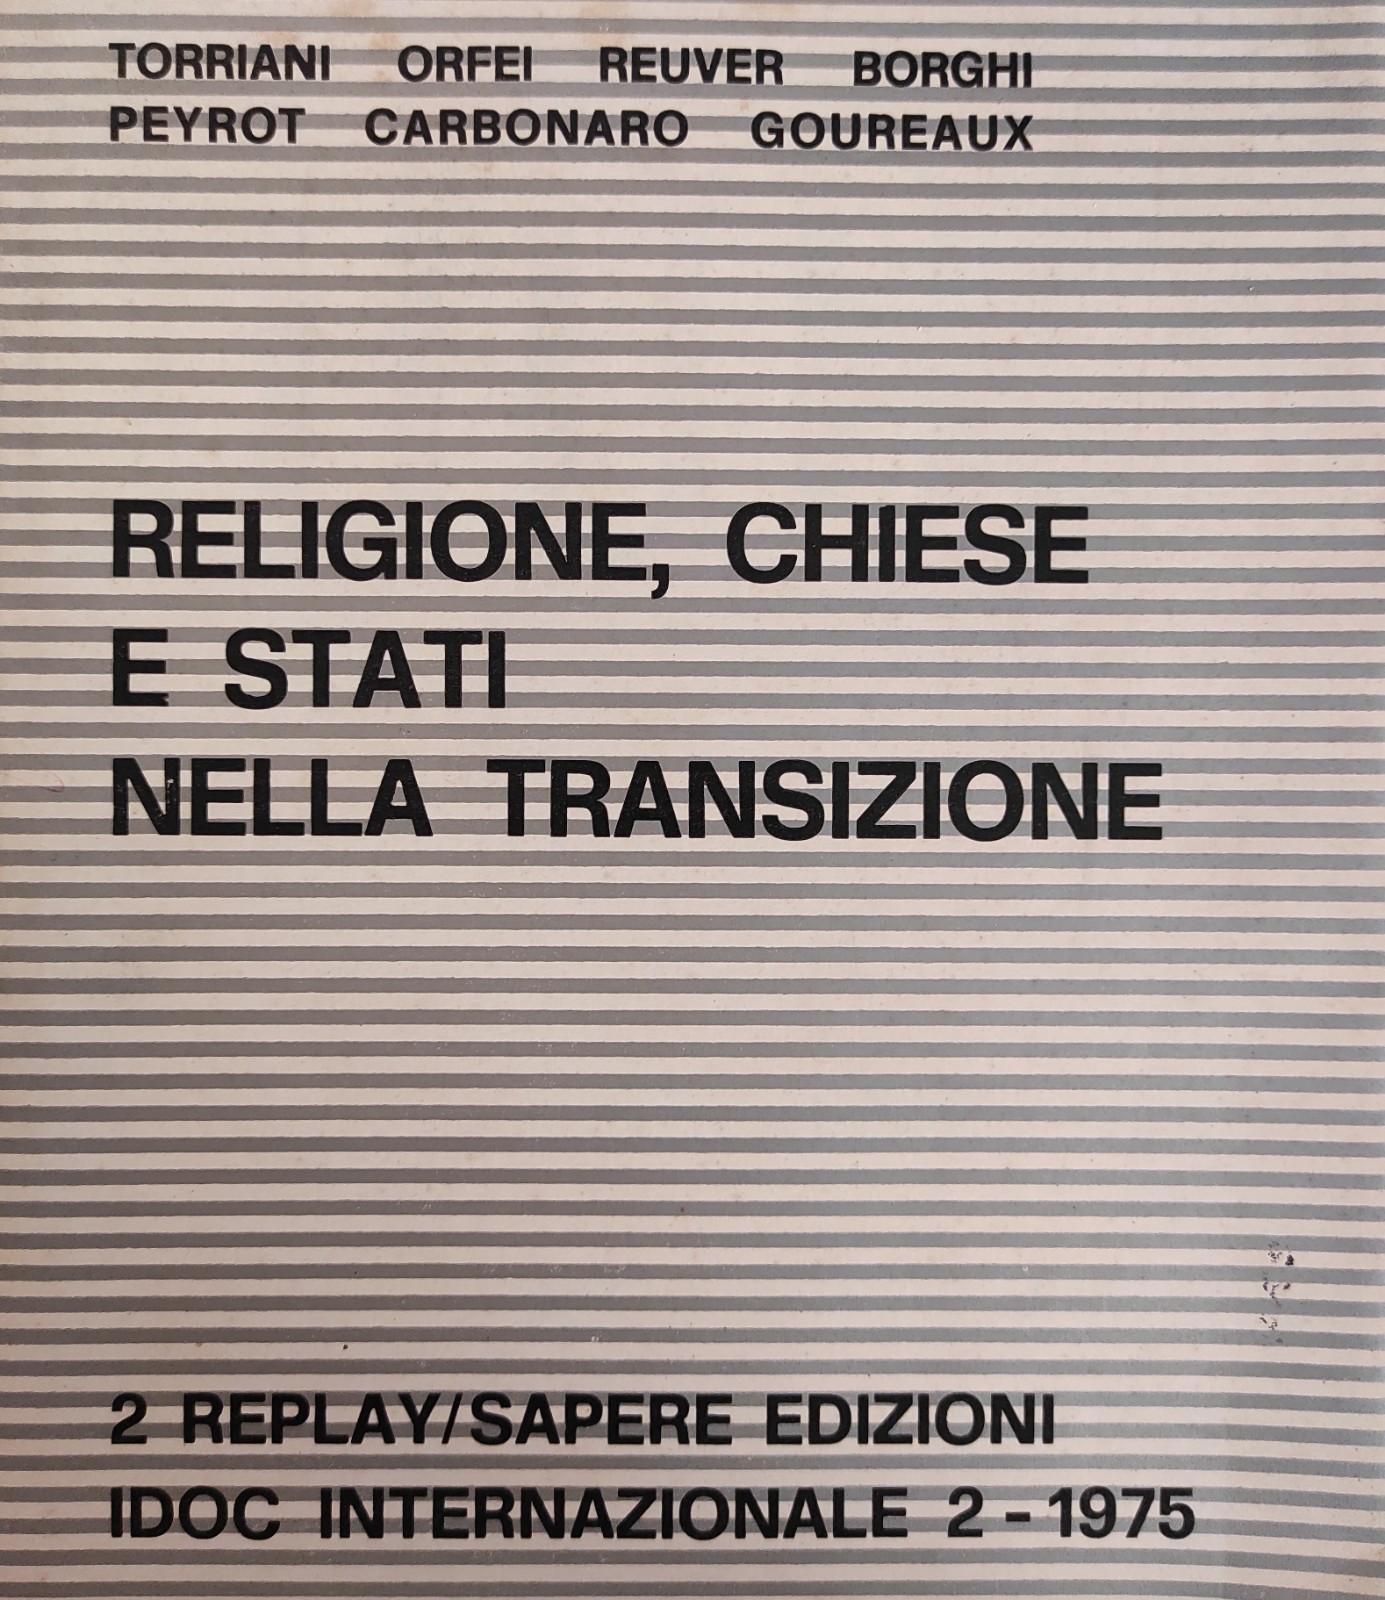 TORRIANI ORFEI REUVER BORGHI
PEYROT CARBONARO GOUREAUX
RELIGIONE, CHIESE
E STATI
NELLA TRANSIZIONE
2 REPLAY/SAPERE EDIZIONI
IDOC INTERNAZIONALE 2 - 1975